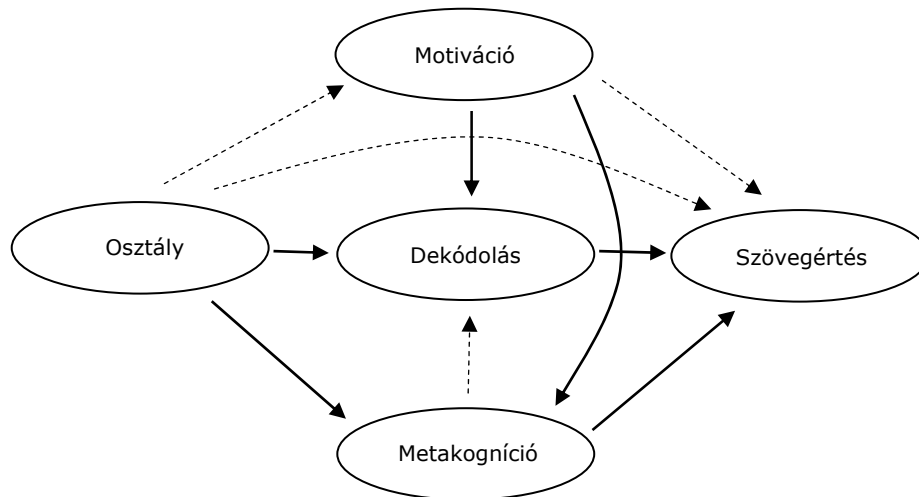 Motiváció
Osztály
Dekódolás
Szövegértés
Metakogníció